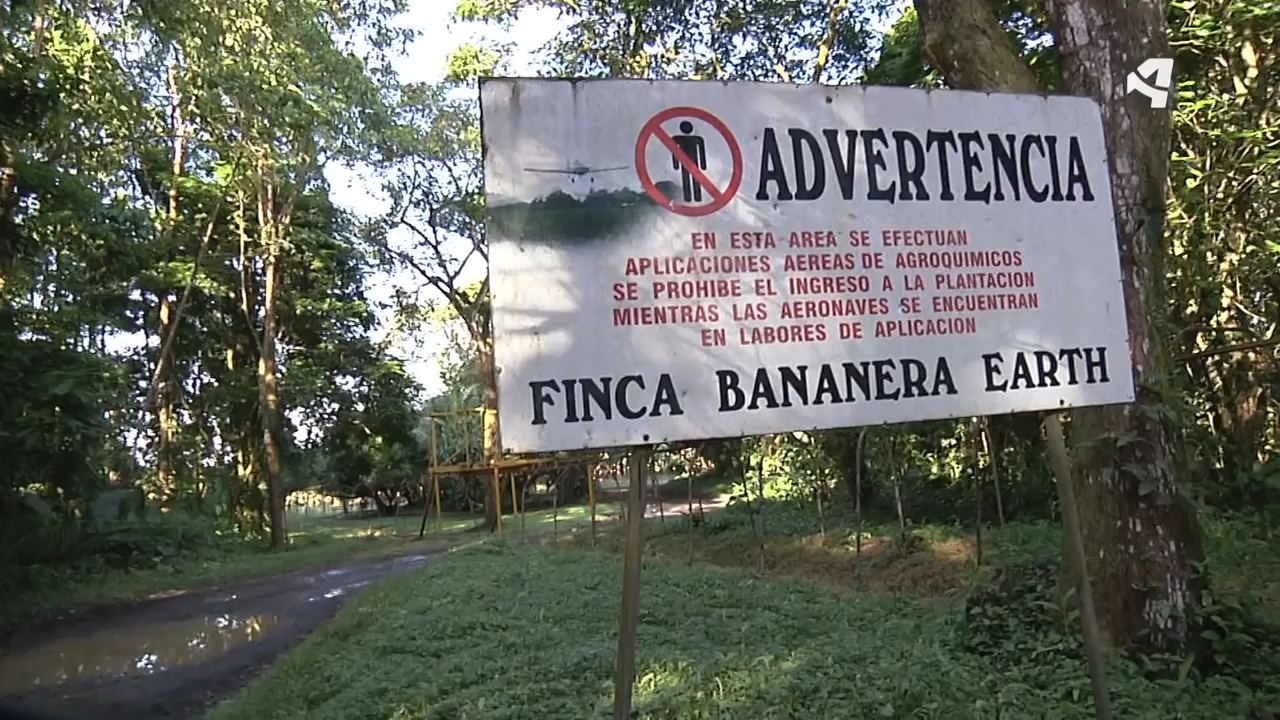 ADVERTENCIA
EN ESTA AREA SE EFECTUAN
APLICACIONES AEREAS DE AGROQUIMICOS
SE PROHIBE EL INGRESO A LA PLANTACION
MIENTRAS LAS AERONAVES SE ENCUENTRAN
EN LABORES DE APLICACION
FINCA BANANERA EARTH